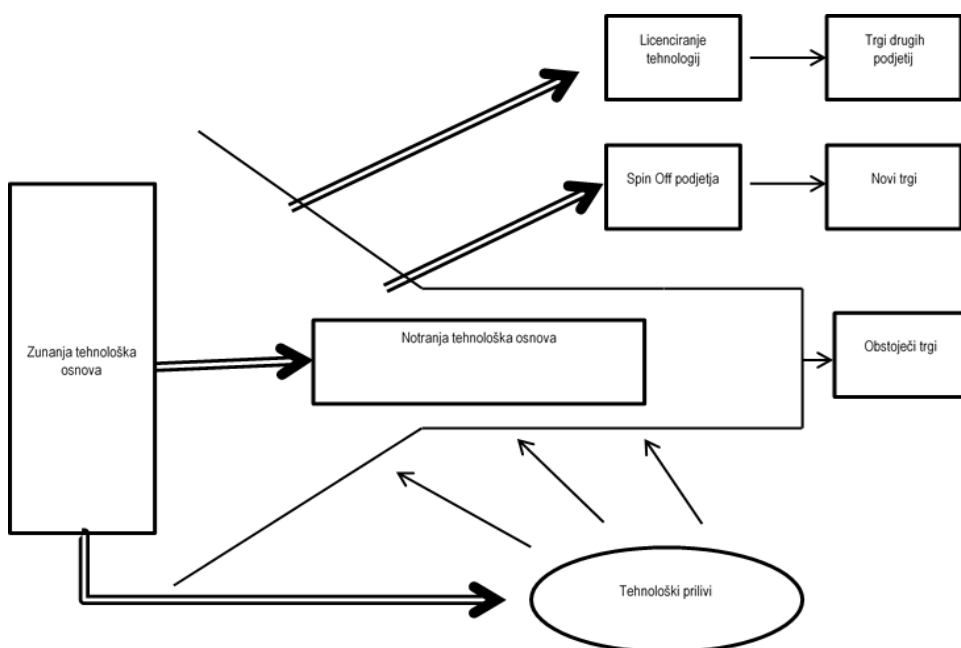 Licenciranje
tehnologij
Trgi drugih
podjetij
Spin Off podjetja
Novi trgi
Zunanja tehnološka
osnova
Notranja tehnološka osnova
Obstoječi trgi
Tehnološki prilivi